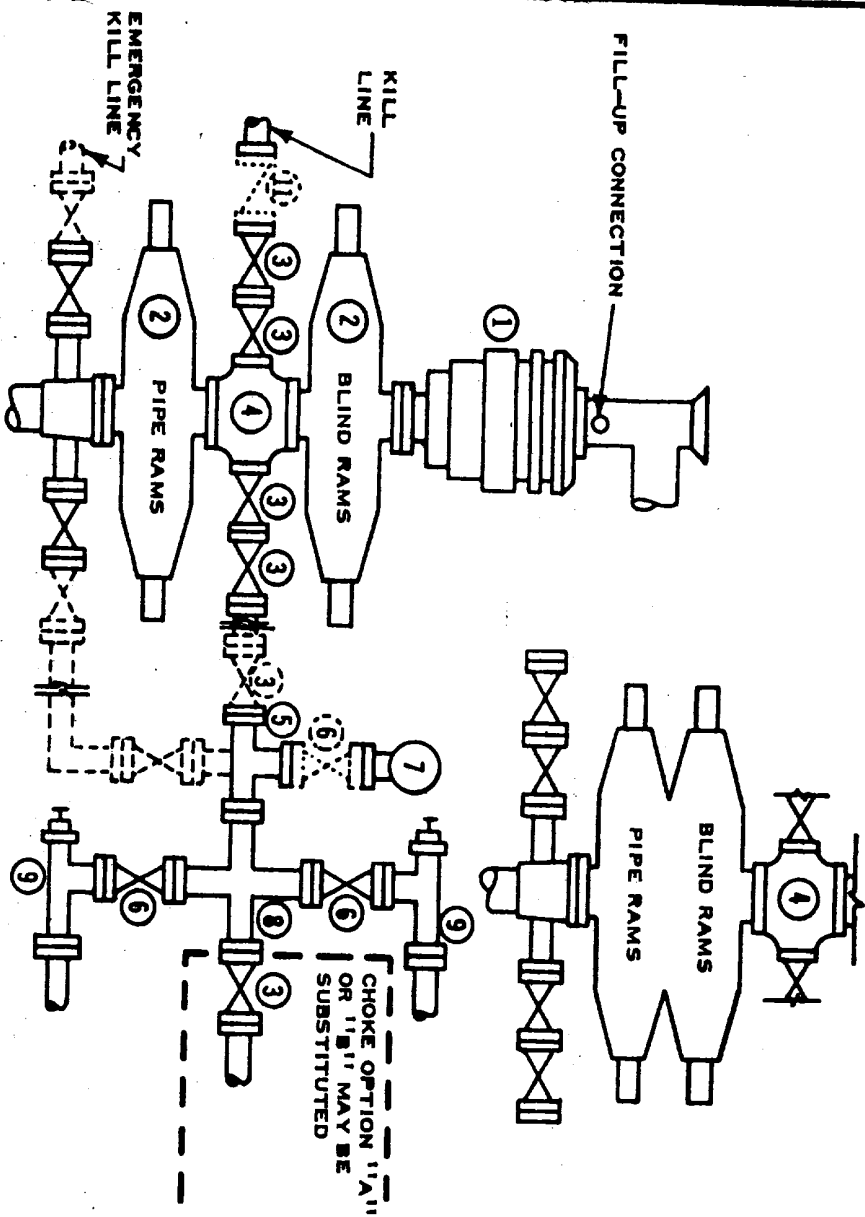 FILL-UP CONNECTION
KILL
LINE
EMERGENCY
KILL LINE
1
2
BLIND RAMS
11
3
3
4
3
3
2
PIPE RAMS
3
5
6
7
6
8
6
9
9
3
CHOKE OPTION "A"
OR "B" MAY BE
SUBSTITUTED
4
BLIND RAMS
PIPE RAMS